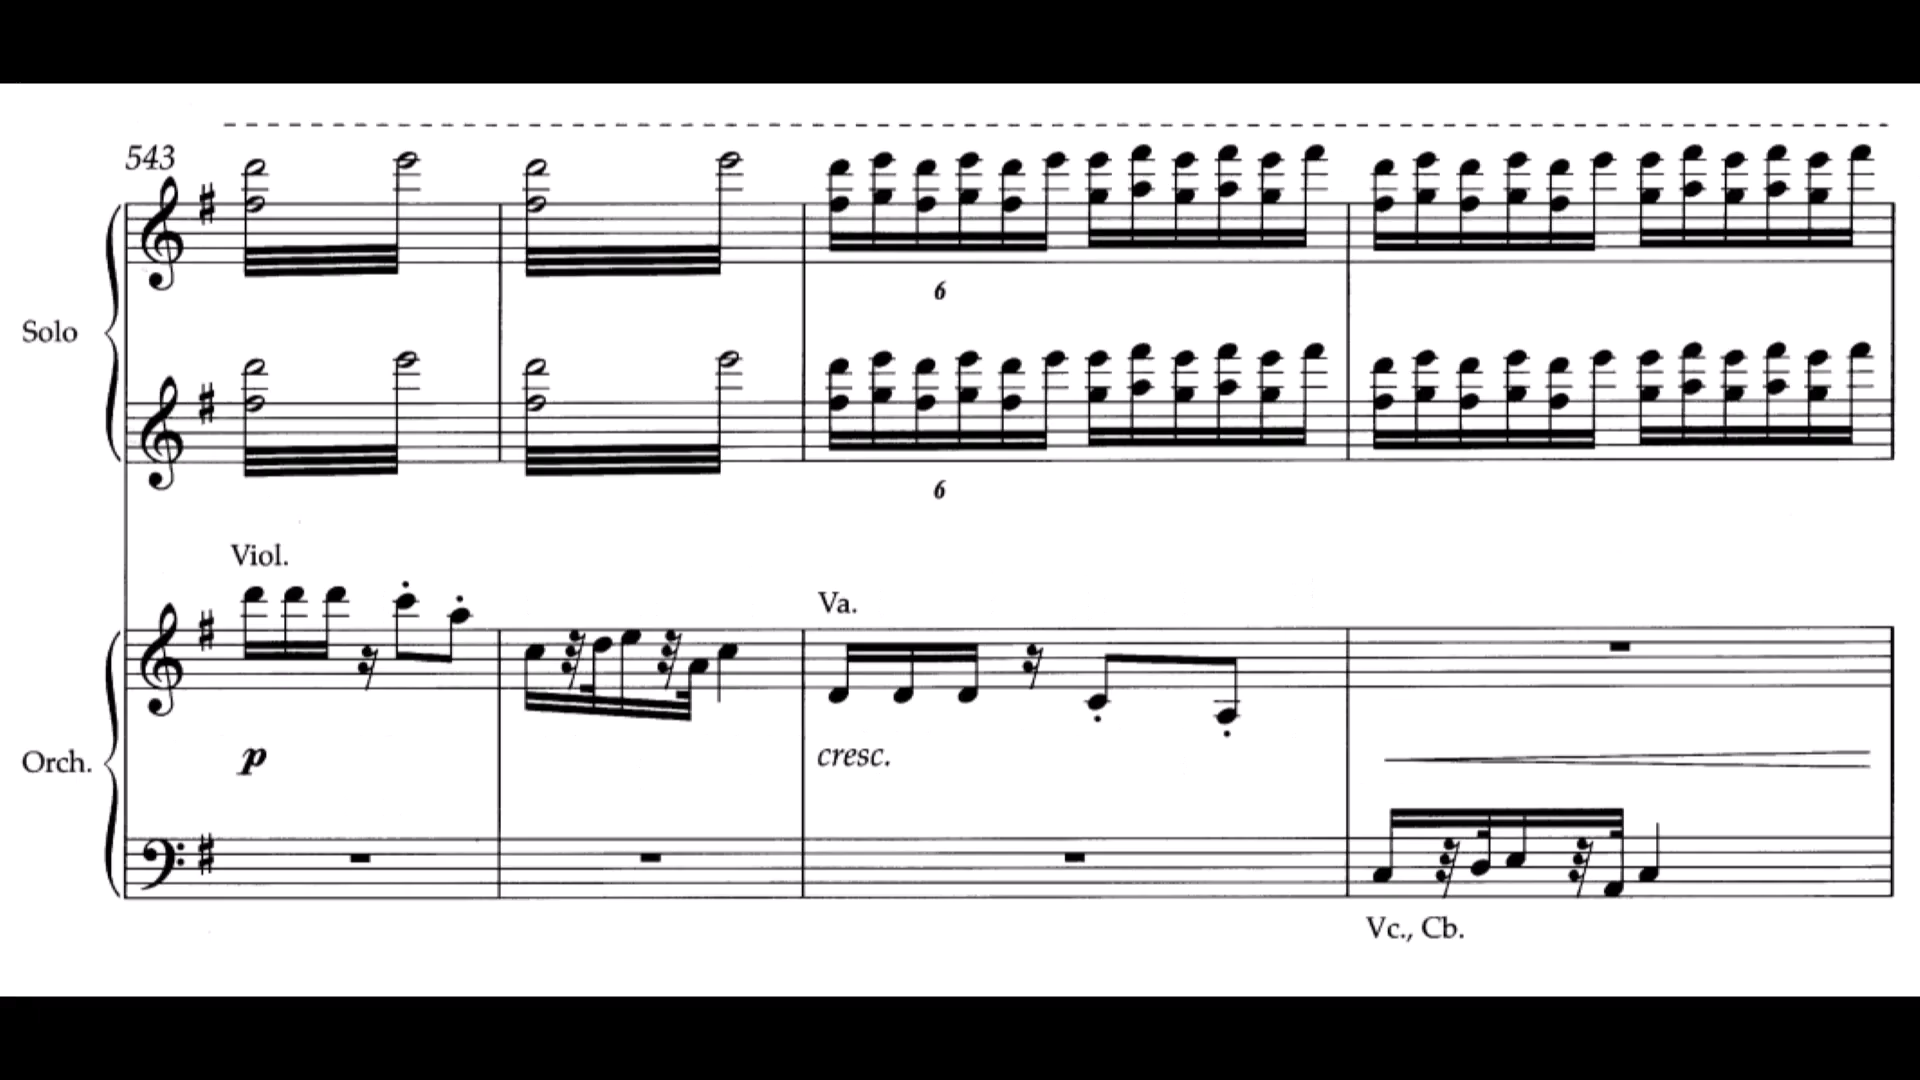 543
6
Solo
6
Viol.
Va.
p
cresc.
Orch.
Vc., Cb.